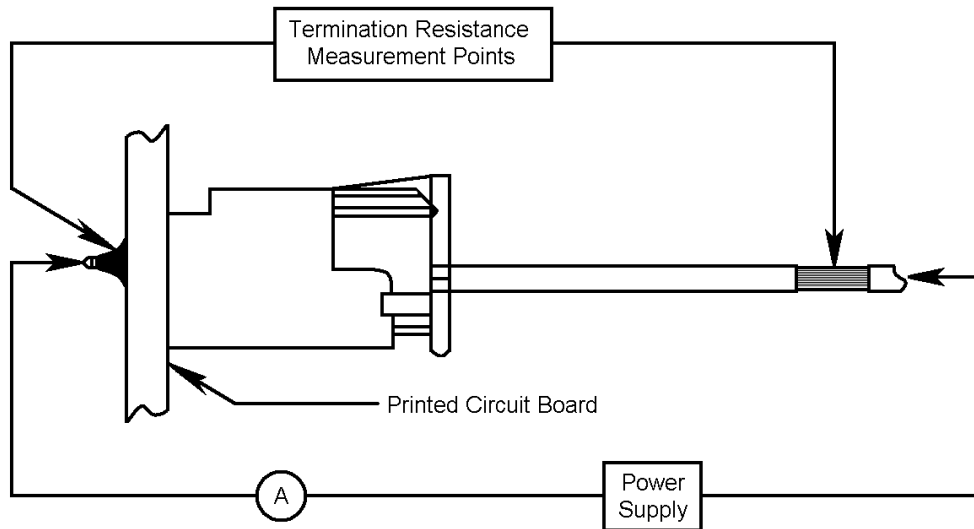 Termination Resistance
Measurement Points
Printed Circuit Board
A
Power
Supply